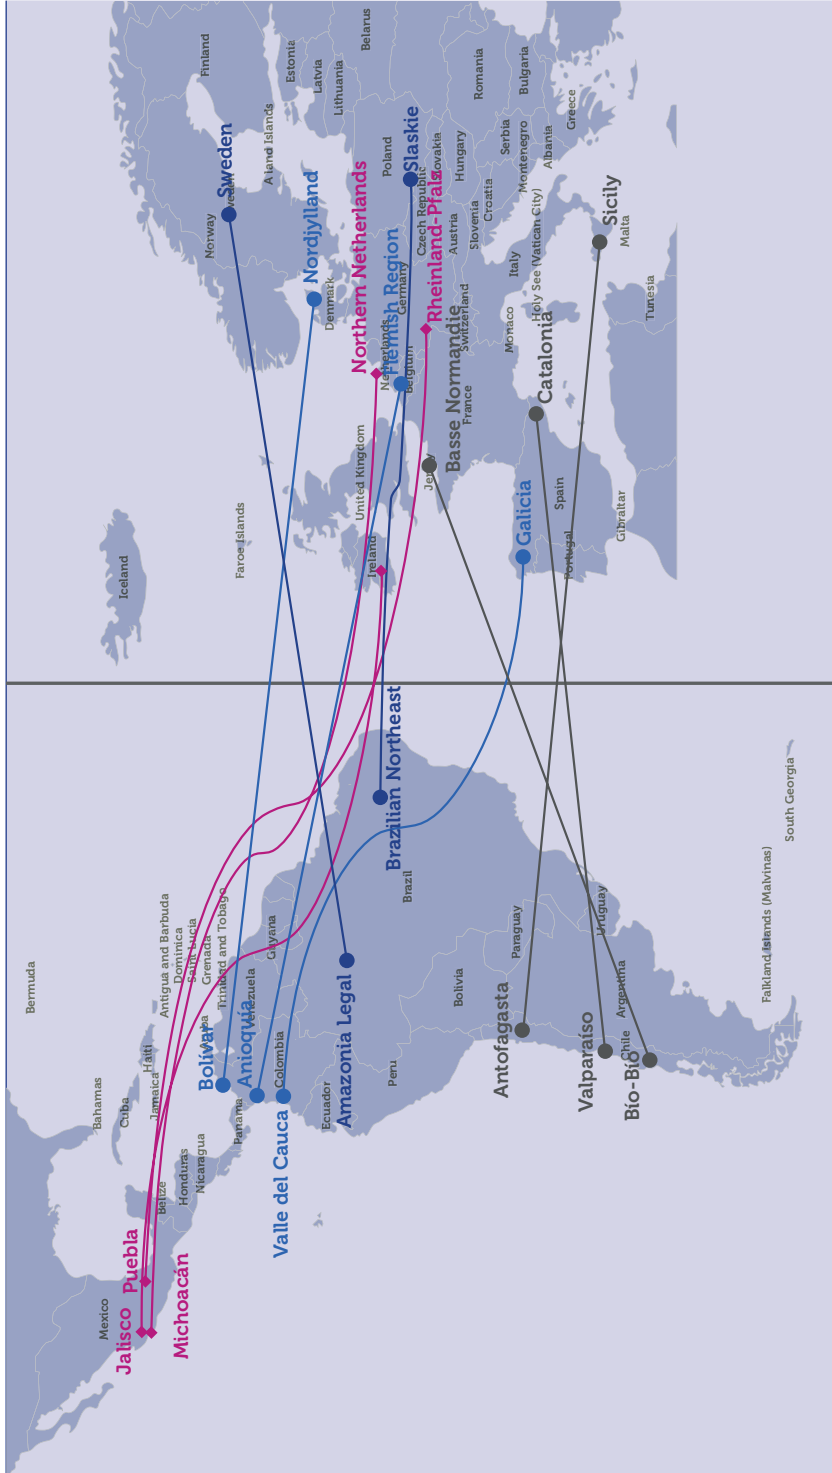 Bermuda
Bahamas
Cuba
Haiti
Jamaica
Antigua and Barbuda
Dominica
Saint Lucia
Grenada
Trinidad and Tobago
Aruba
Mexico
Belize
Honduras
Nicaragua
Panama
Venezuela
Guyana
Colombia
Ecuador
Peru
Brazil
Bolivia
Paraguay
Uruguay
Argentina
Chile
Falkland Islands (Malvinas)
South Georgia
Jalisco
Puebla
Michoacán
Bolívar
Anioquía
Valle del Cauca
Amazonia Legal
Brazilian Northeast
Antofagasta
Valparaíso
Bío-Bío
Iceland
Faroe Islands
Norway
Sweden
Sweden
Finland
Aland Islands
Estonia
Latvia
Lithuania
Belarus
Denmark
Nordjylland
United Kingdom
Ireland
Northern Netherlands
Netherlands
Flemish Region
Belgium
Germany
Poland
Slaskie
Czech Republic
Slovakia
Rheinland-Pfalz
Jersey
Basse Normandie
France
Switzerland
Austria
Hungary
Slovenia
Croatia
Romania
Serbia
Montenegro
Bulgaria
Albania
Greece
Italy
Monaco
Holy See (Vatican City)
Catalonia
Galicia
Spain
Portugal
Gibraltar
Sicily
Malta
Tunesia